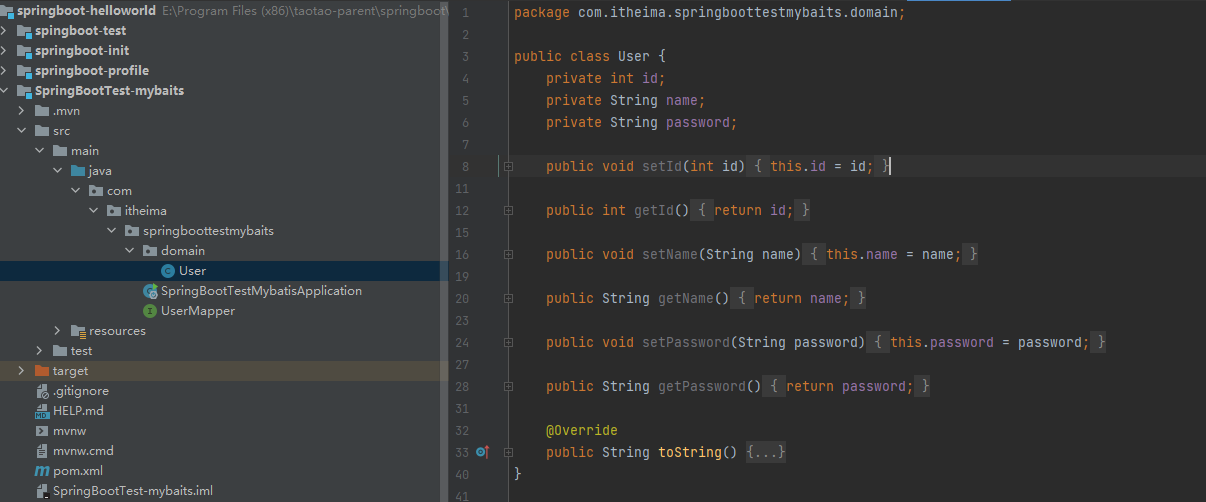 springboot-helloworld E:\Program Files (x86)\taotao-parent\springboot\
spingboot-test
springboot-init
springboot-profile
SpringBootTest-mybaits
.mvn
src
main
java
com
itheima
springboottestmybaits
domain
User
SpringBootTestMybatisApplication
UserMapper
resources
test
target
.gitignore
HELP.md
mvnw
mvnw.cmd
pom.xml
SpringBootTest-mybaits.iml
1 package com.itheima.springboottestmybaits.domain;
2
3 public class User {
4 private int id;
5 private String name;
6 private String password;
7
8 public void setId(int id) { this.id = id; }
11
12 public int getId() { return id; }
15
16 public void setName(String name) { this.name = name; }
19
20 public String getName() { return name; }
23
24 public void setPassword(String password) { this.password = password; }
27
28 public String getPassword() { return password; }
31
32 @Override
33 public String toString() {...}
40 }
41